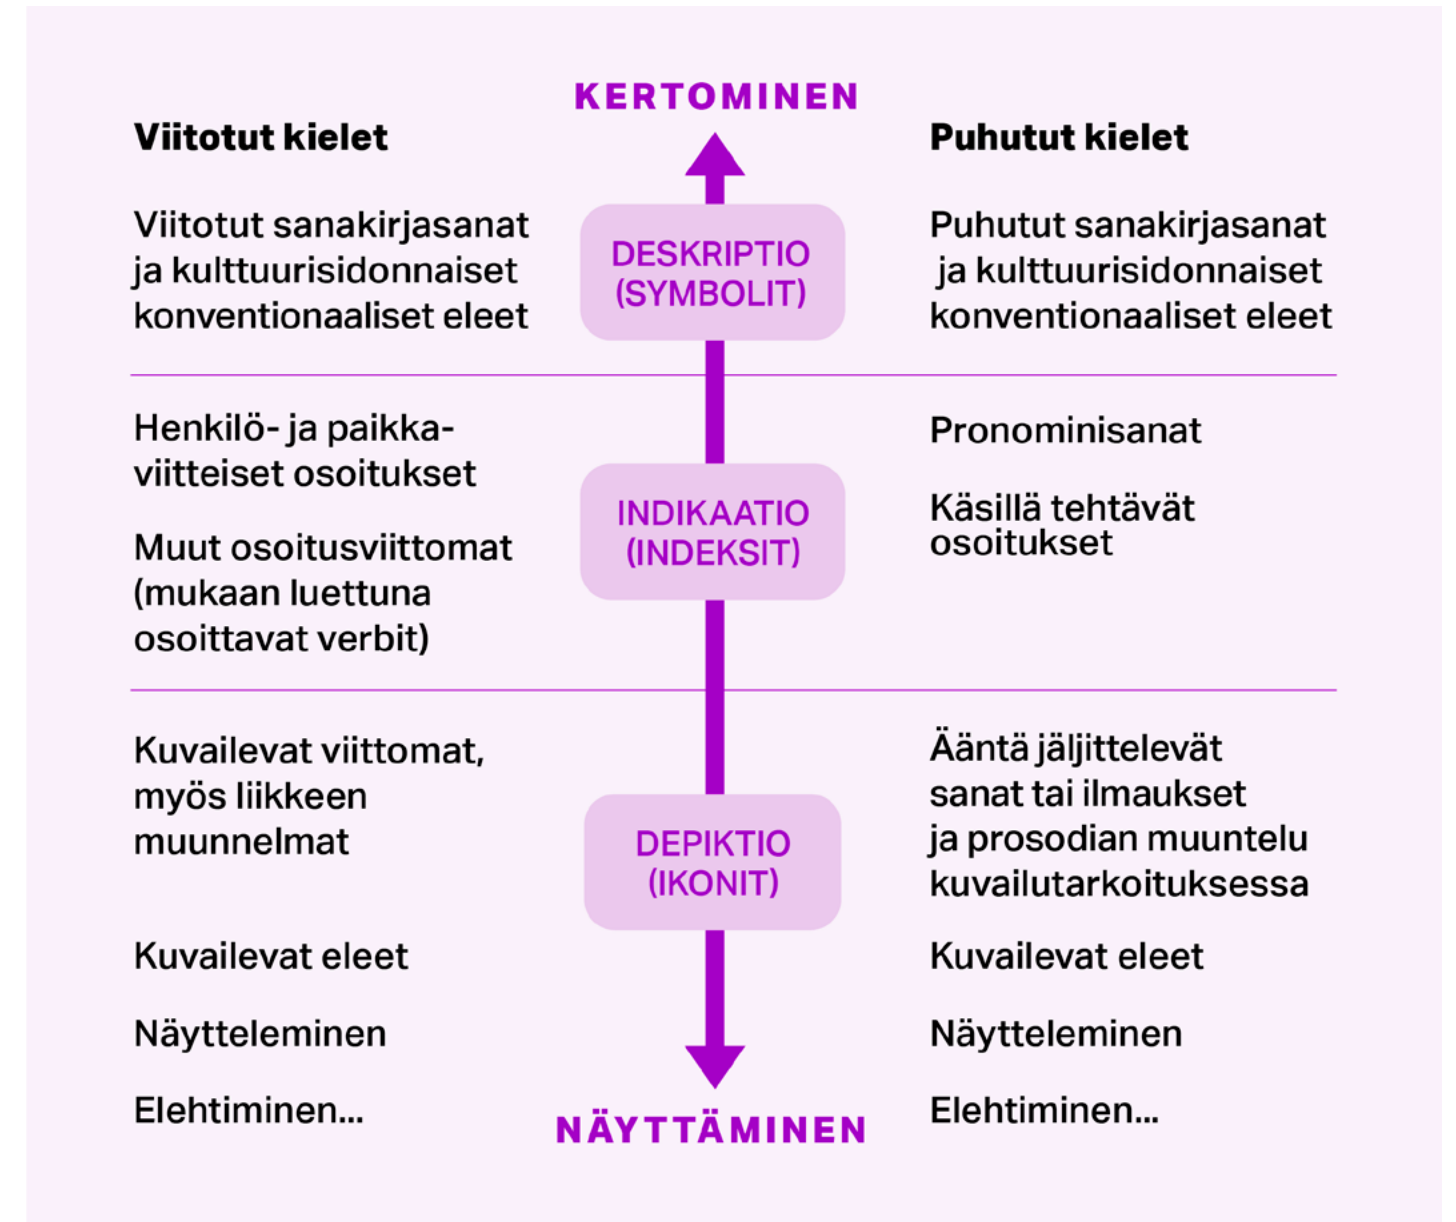 KERTOMINEN
Viitotut kielet
Puhutut kielet
Viitotut sanakirjasanat
ja kulttuurisidonnaiset
konventionaaliset eleet
DESKRIPTIO
(SYMBOLIT)
Puhutut sanakirjasanat
ja kulttuurisidonnaiset
konventionaaliset eleet
Henkilö- ja paikka-
viitteiset osoitukset
Muut osoitusviittomat
(mukaan luettuna
osoittavat verbit)
INDIKAATIO
(INDEKSIT)
Pronominisanat
Käsillä tehtävät
osoitukset
Kuvailevat viittomat,
myös liikkeen
muunnelmat
Kuvailevat eleet
Näytteleminen
Elehtiminen...
DEPIKTIO
(IKONIT)
Ääntä jäljittelevät
sanat tai ilmaukset
ja prosodian muuntelu
kuvailutarkoituksessa
Kuvailevat eleet
Näytteleminen
Elehtiminen...
NÄYTTÄMINEN